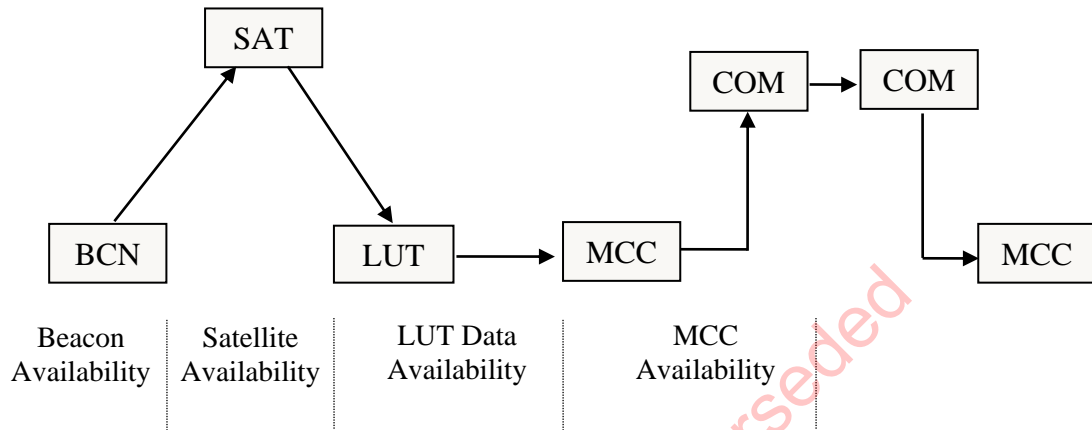 SAT
COM
COM
BCN
LUT
MCC
MCC
Beacon
Availability
Satellite
Availability
LUT Data
Availability
MCC
Availability